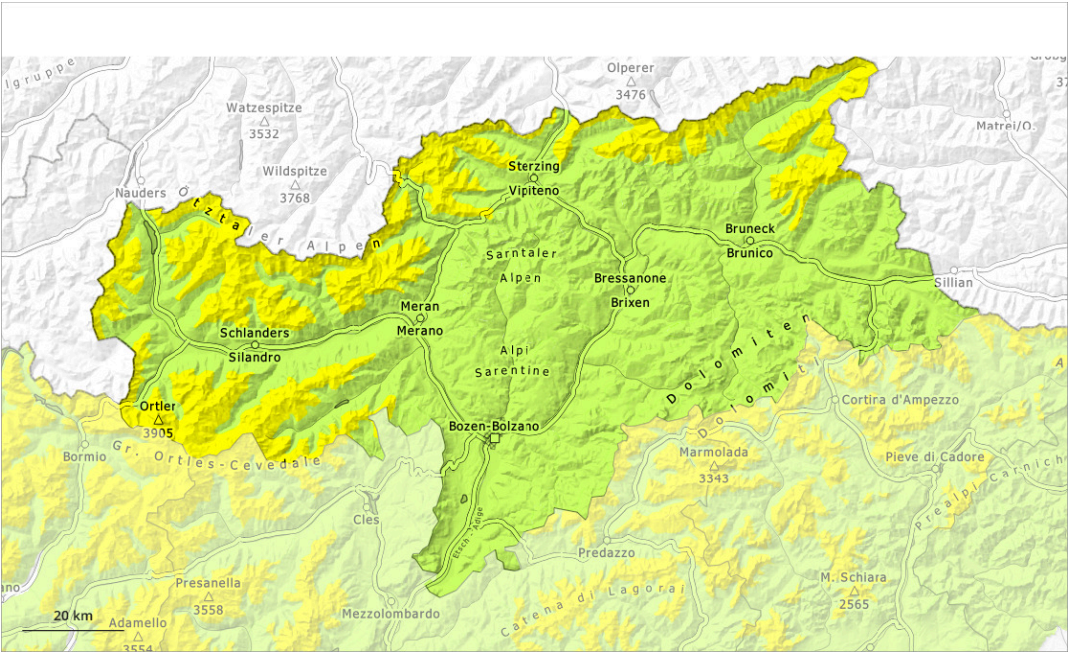 lgruppe
Olperer
3476
Watzespitze
3532
Matrei/O.
Wildspitze
3768
Nauders
Ötztaler Alpen
Sterzing
Vipiteno
Bruneck
Brunico
Sarntaler
Alpen
Bressanone
Brixen
Sillian
Meran
Merano
Schlanders
Silandro
Alpi
Sarentine
Dolomiten
Dolomiti
Ortler
3905
Cortira d'Ampezzo
Bozen-Bolzano
Gr. Ortles-Cevedale
Bormio
Marmolada
3343
Pieve di Cadore
Prealpi Carnich
Cles
Etsch - Adige
Predazzo
Presanella
3558
M. Schiara
2565
Catena di Lagorai
Mezzolombardo
20 km
Adamello
3554